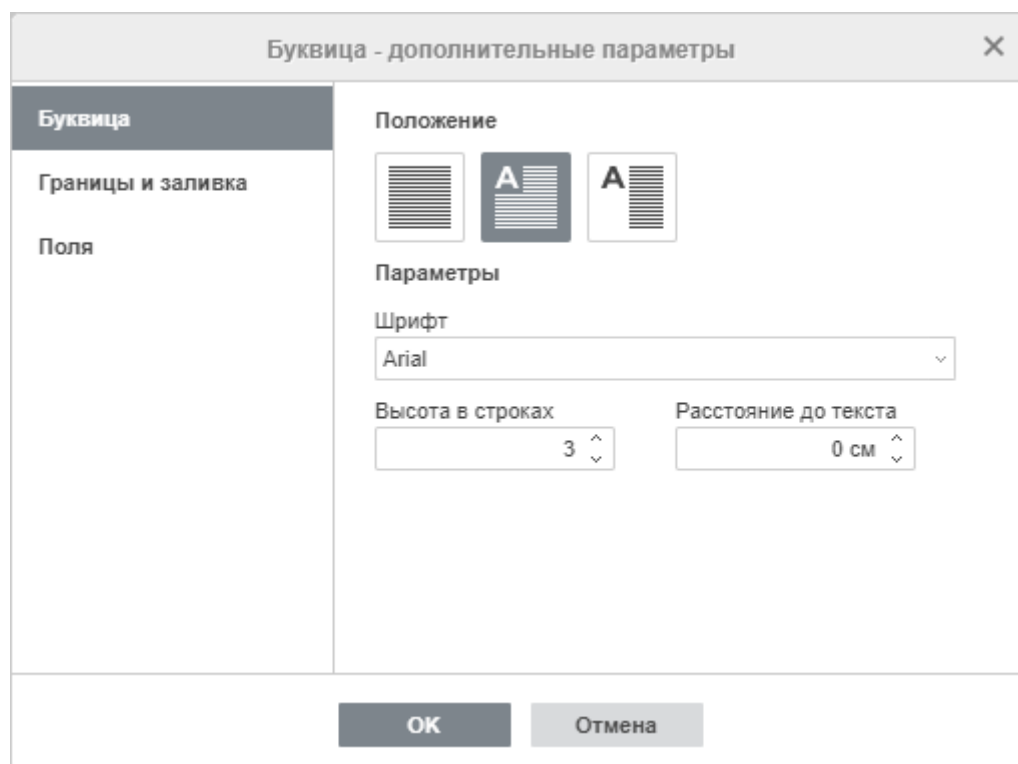 Буквица - дополнительные параметры
Буквица
Границы и заливка
Поля
Положение
A
A
Параметры
Шрифт
Arial
Высота в строках
3
Расстояние до текста
0 см
OK
Отмена